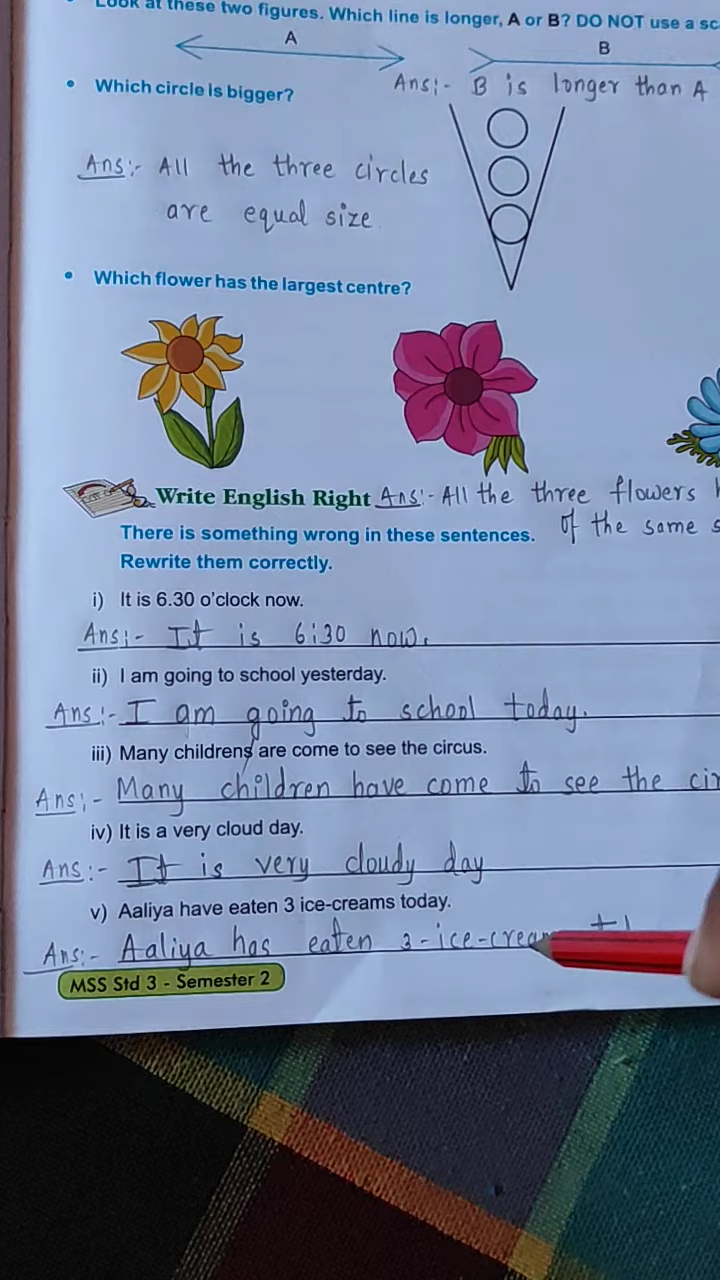 Look at these two figures. Which line is longer, A or B? DO NOT use a
A
B
Ans:- B is longer than A
• Which circle is bigger?
Ans:- All the three circles
are equal size.
• Which flower has the largest centre?
Write English Right Ans:- All the three flowers
of the same
There is something wrong in these sentences.
Rewrite them correctly.
i) It is 6.30 o'clock now.
Ans:- It is 6:30 now.
ii) I am going to school yesterday.
Ans:- I am going to school today.
iii) Many childrens are come to see the circus.
Ans:- Many children have come to see the
iv) It is a very cloud day.
Ans:- It is very cloudy day
v) Aaliya have eaten 3 ice-creams today.
Ans:- Aaliya has eaten 3-ice-cream
MSS Std 3 - Semester 2